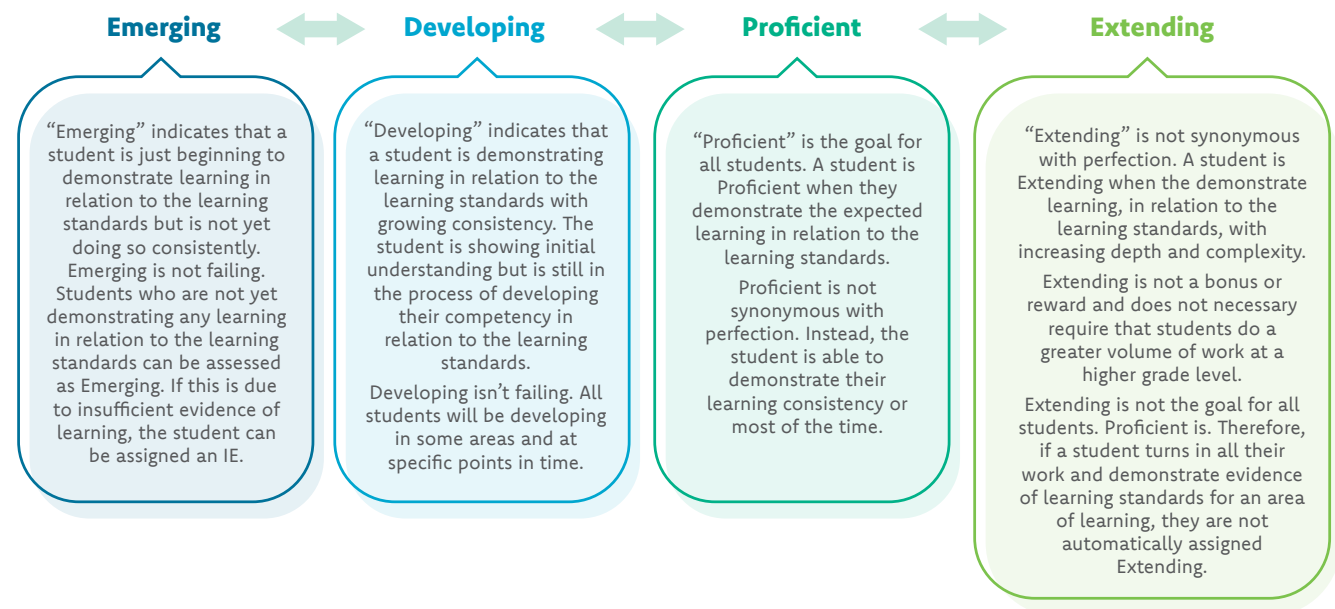 Emerging
Developing
Proficient
Extending
“Emerging” indicates that a
student is just beginning to
demonstrate learning in
relation to the learning
standards but is not yet
doing so consistently.
Emerging is not failing.
Students who are not yet
demonstrating any learning
in relation to the learning
standards can be assessed
as Emerging. If this is due
to insufficient evidence of
learning, the student can
be assigned an IE.
“Developing” indicates that
a student is demonstrating
learning in relation to the
learning standards with
growing consistency. The
student is showing initial
understanding but is still in
the process of developing
their competency in
relation to the learning
standards.
Developing isn’t failing. All
students will be developing
in some areas and at
specific points in time.
“Proficient” is the goal for
all students. A student is
Proficient when they
demonstrate the expected
learning in relation to the
learning standards.
Proficient is not
synonymous with
perfection. Instead, the
student is able to
demonstrate their
learning consistency or
most of the time.
“Extending” is not synonymous
with perfection. A student is
Extending when the demonstrate
learning, in relation to the
learning standards, with
increasing depth and complexity.
Extending is not a bonus or
reward and does not necessary
require that students do a
greater volume of work at a
higher grade level.
Extending is not the goal for all
students. Proficient is. Therefore,
if a student turns in all their
work and demonstrate evidence
of learning standards for an area
of learning, they are not
automatically assigned
Extending.